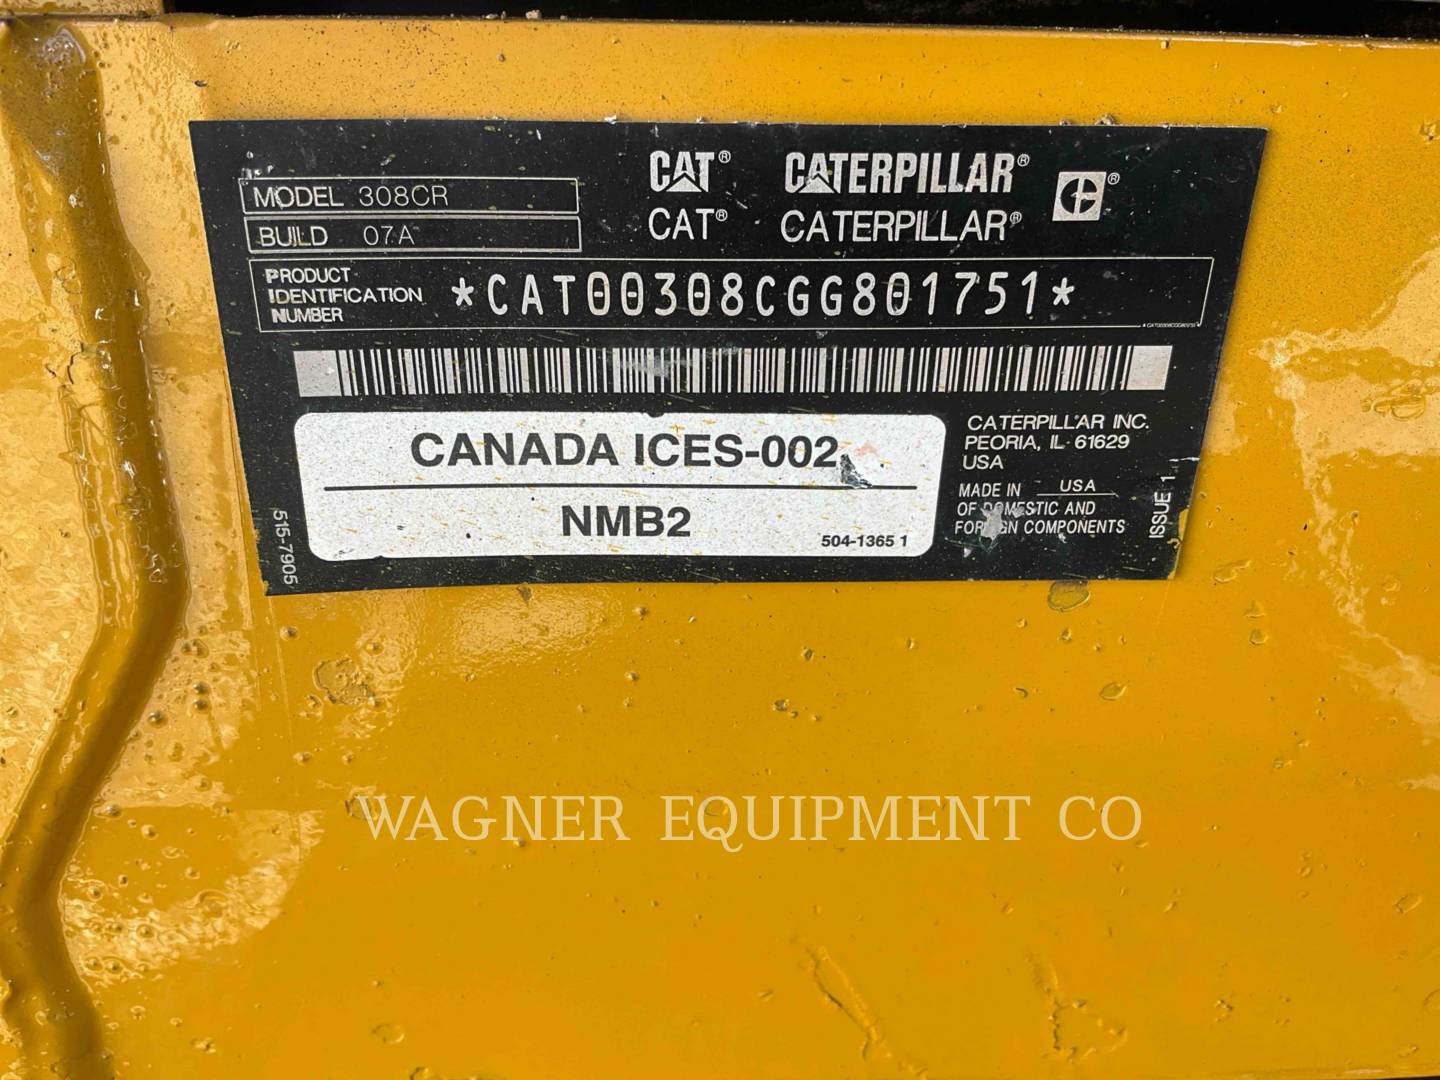 MODEL 308CR
BUILD 07A
CAT® CATERPILLAR® ®
CAT® CATERPILLAR®
PRODUCT
IDENTIFICATION
NUMBER
*CAT00308CGG801751*
CANADA ICES-002
NMB2
504-1365 1
515-7905
CATERPILLAR INC.
PEORIA, IL 61629
USA
MADE IN USA
OF DOMESTIC AND
FOREIGN COMPONENTS
ISSUE 1
WAGNER EQUIPMENT CO